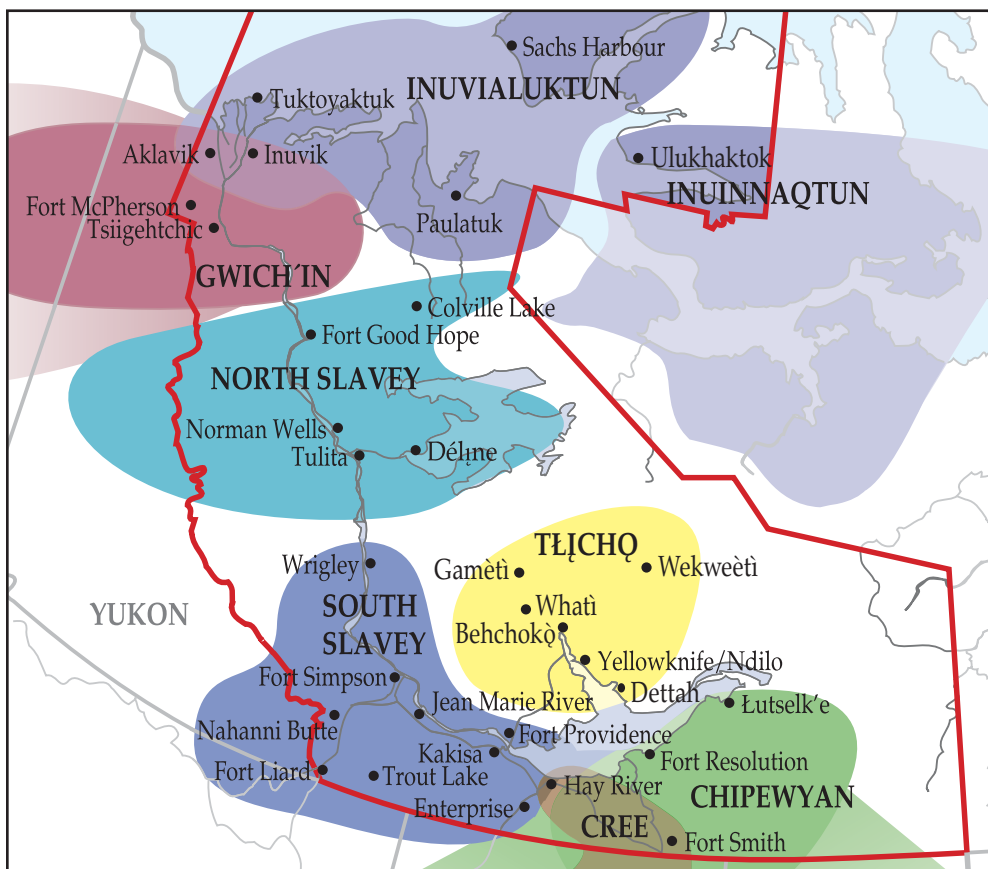 Sachs Harbour
INUVIALUKTUN
Tuktoyaktuk
Aklavik
Inuvik
Ulukhaktok
INUINNAQTUN
Paulatuk
Fort McPherson
Tsiigehtchic
GWICH´IN
Colville Lake
Fort Good Hope
NORTH SLAVEY
Norman Wells
Tulita
Délįne
TŁĮCHǪ
Wrigley
Gamètì
Wekweètì
YUKON
SOUTH
SLAVEY
Whatì
Behchokǫ̀
Yellowknife/Ndilo
Fort Simpson
Dettah
Jean Marie River
Łutselk´e
Nahanni Butte
Fort Providence
Kakisa
Fort Resolution
Fort Liard
Trout Lake
Hay River
CHIPEWYAN
Enterprise
CREE
Fort Smith